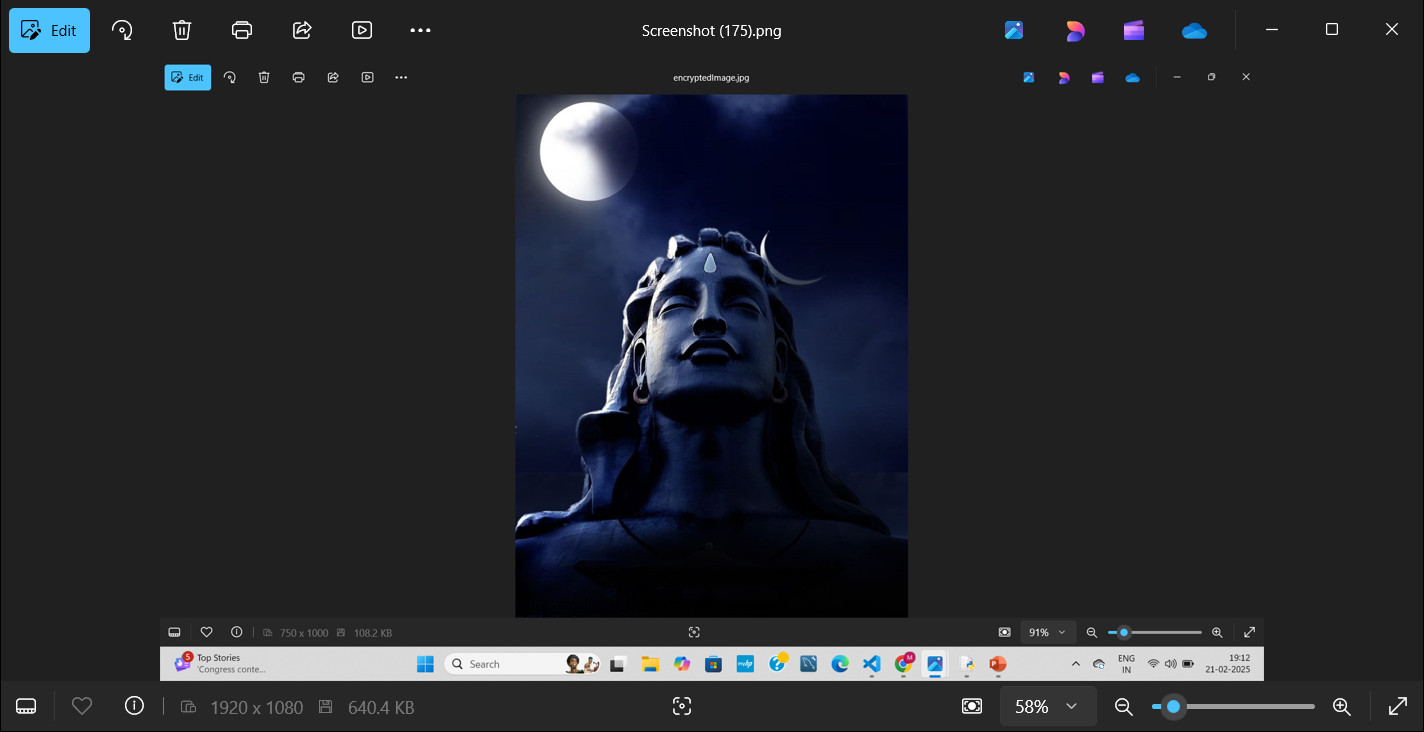 Edit
Screenshot (175).png
Edit
encryptedImage.jpg
750 x 1000
108.2 KB
91%
5
Top Stories
'Congress conte...
Search
M
ENG
IN
19:12
21-02-2025
1920 x 1080
640.4 KB
58%